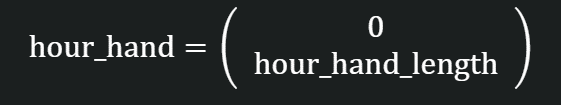 hour_hand = ( 0
hour_hand_length )